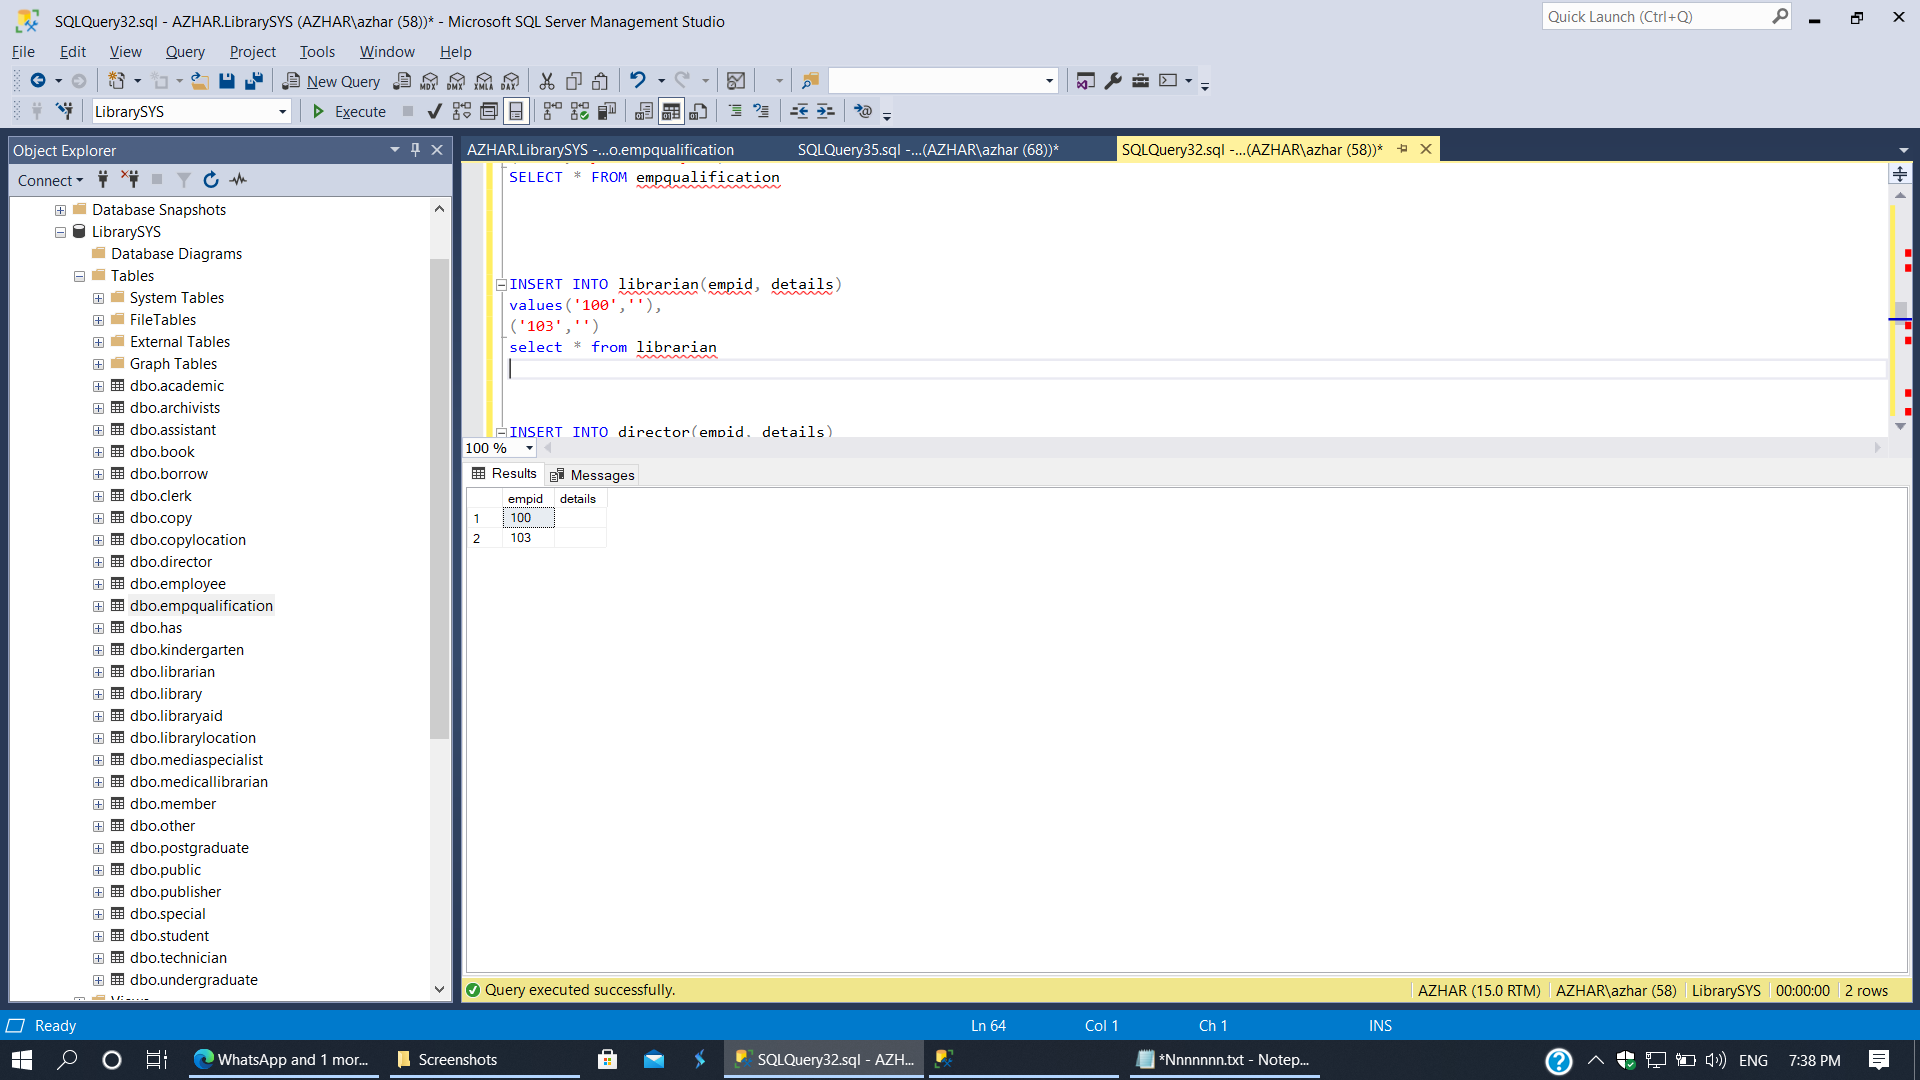 SQLQuery32.sql - AZHAR.LibrarySYS (AZHAR\azhar (58))* - Microsoft SQL Server Management Studio
Quick Launch (Ctrl+Q)
File Edit View Query Project Tools Window Help
New Query MDX DMX XMLA DAX
LibrarySYS Execute
Object Explorer
AZHAR.LibrarySYS -...o.empqualification SQLQuery35.sql -...(AZHAR\azhar (68))* SQLQuery32.sql -...(AZHAR\azhar (58))*
Connect
Database Snapshots
LibrarySYS
Database Diagrams
Tables
System Tables
FileTables
External Tables
Graph Tables
dbo.academic
dbo.archivists
dbo.assistant
dbo.book
dbo.borrow
dbo.clerk
dbo.copy
dbo.copylocation
dbo.director
dbo.employee
dbo.empqualification
dbo.has
dbo.kindergarten
dbo.librarian
dbo.library
dbo.libraryaid
dbo.librarylocation
dbo.mediaspecialist
dbo.medicallibrarian
dbo.member
dbo.other
dbo.postgraduate
dbo.public
dbo.publisher
dbo.special
dbo.student
dbo.technician
dbo.undergraduate
Views
SELECT * FROM empqualification
INSERT INTO librarian(empid, details)
values('100',''),
('103','')
select * from librarian
INSERT INTO director(empid, details)
100 %
Results Messages
empid details
1 100
2 103
Query executed successfully.
AZHAR (15.0 RTM) AZHAR\azhar (58) LibrarySYS 00:00:00 2 rows
Ready Ln 64 Col 1 Ch 1 INS
WhatsApp and 1 mor... Screenshots SQLQuery32.sql - AZH... *Nnnnnnn.txt - Notep... ENG 7:38 PM